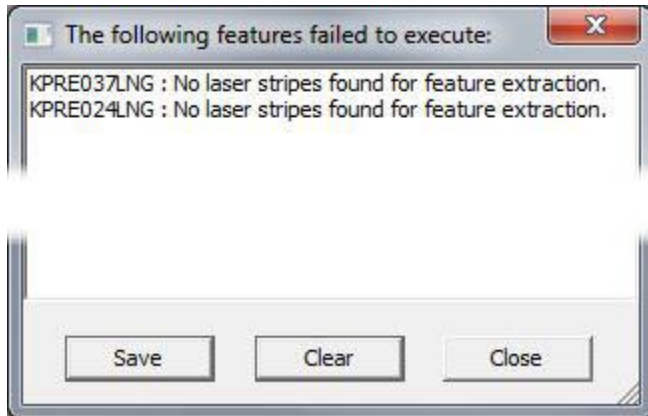 The following features failed to execute:
KPRE037LNG : No laser stripes found for feature extraction.
KPRE024LNG : No laser stripes found for feature extraction.
Save Clear Close